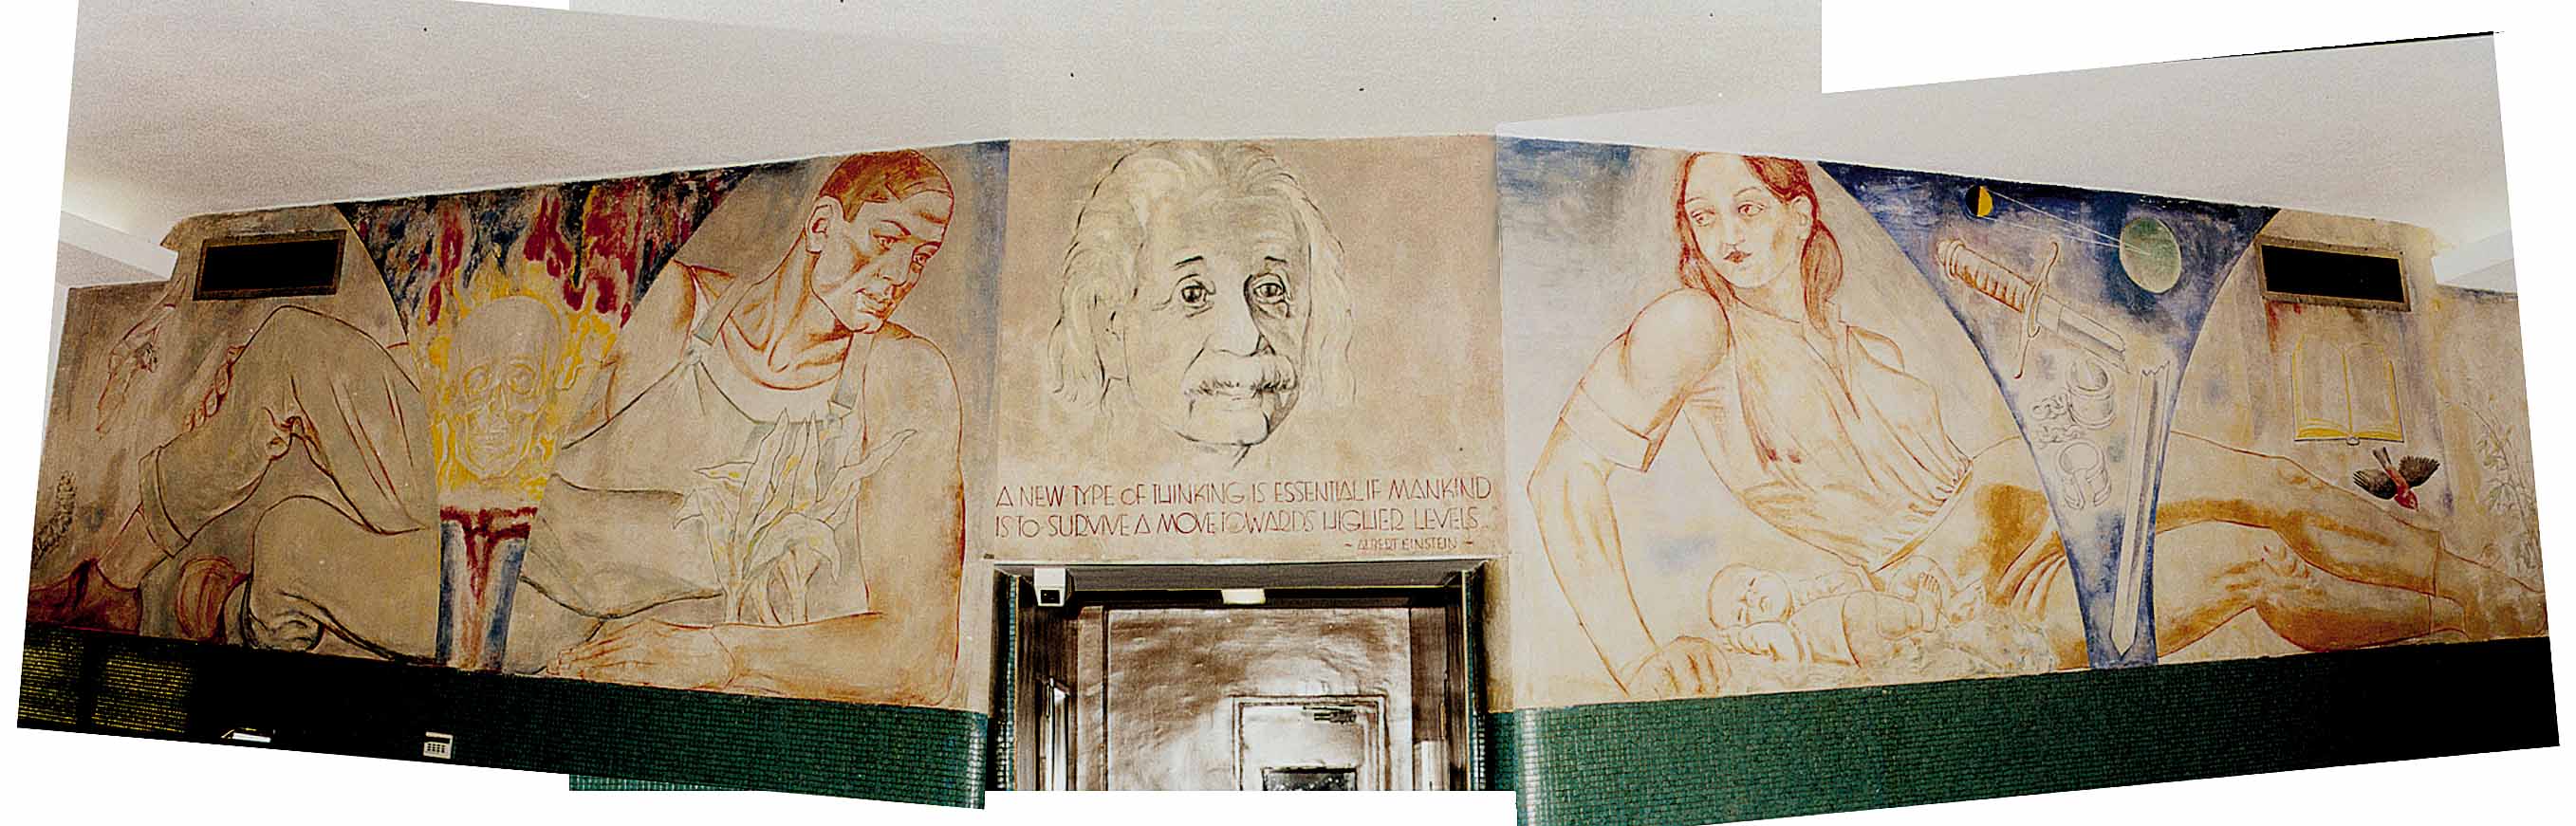 A NEW TYPE OF THINKING IS ESSENTIAL IF MANKIND
IS TO SURVIVE A MOVE TOWARDS HIGHER LEVELS
~ ALBERT EINSTEIN ~